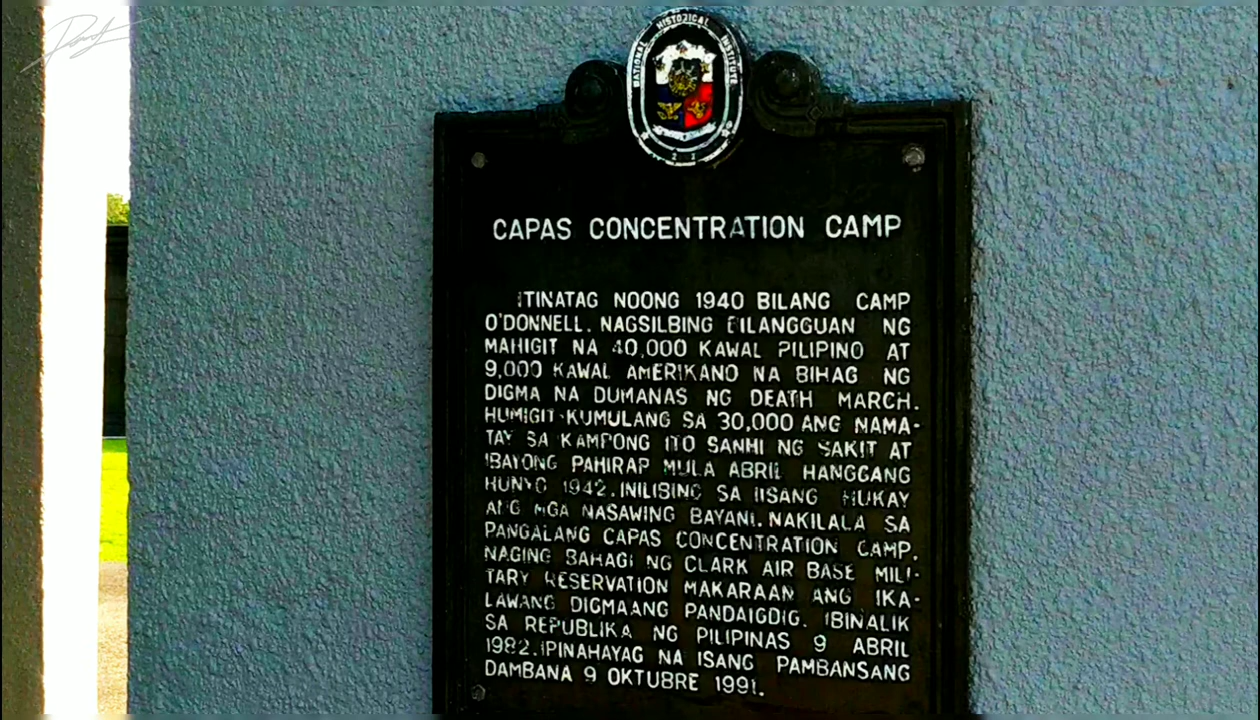 NATIONAL HISTORICAL INSTITUTE
CAPAS CONCENTRATION CAMP
ITINATAG NOONG 1940 BILANG CAMP
O'DONNELL. NAGSILBING BILANGGUAN NG
MAHIGIT NA 40,000 KAWAL PILIPINO AT
9,000 KAWAL AMERIKANO NA BIHAG NG
DIGMA NA DUMANAS NG DEATH MARCH.
HUMIGIT-KUMULANG SA 30,000 ANG NAMA-
TAY SA KAMPONG ITO SANHI NG SAKIT AT
IBAYONG PAHIRAP MULA ABRIL HANGGANG
HUNYO 1942. INILIBING SA IISANG HUKAY
ANG MGA NASAWING BAYANI. NAKILALA SA
PANGALANG CAPAS CONCENTRATION CAMP.
NAGING BAHAGI NG CLARK AIR BASE MILI-
TARY RESERVATION MAKARAAN ANG IKA-
LAWANG DIGMAANG PANDAIGDIG. IBINALIK
SA REPUBLIKA NG PILIPINAS 9 ABRIL
1982. IPINAHAYAG NA ISANG PAMBANSANG
DAMBANA 9 OKTUBRE 1991.